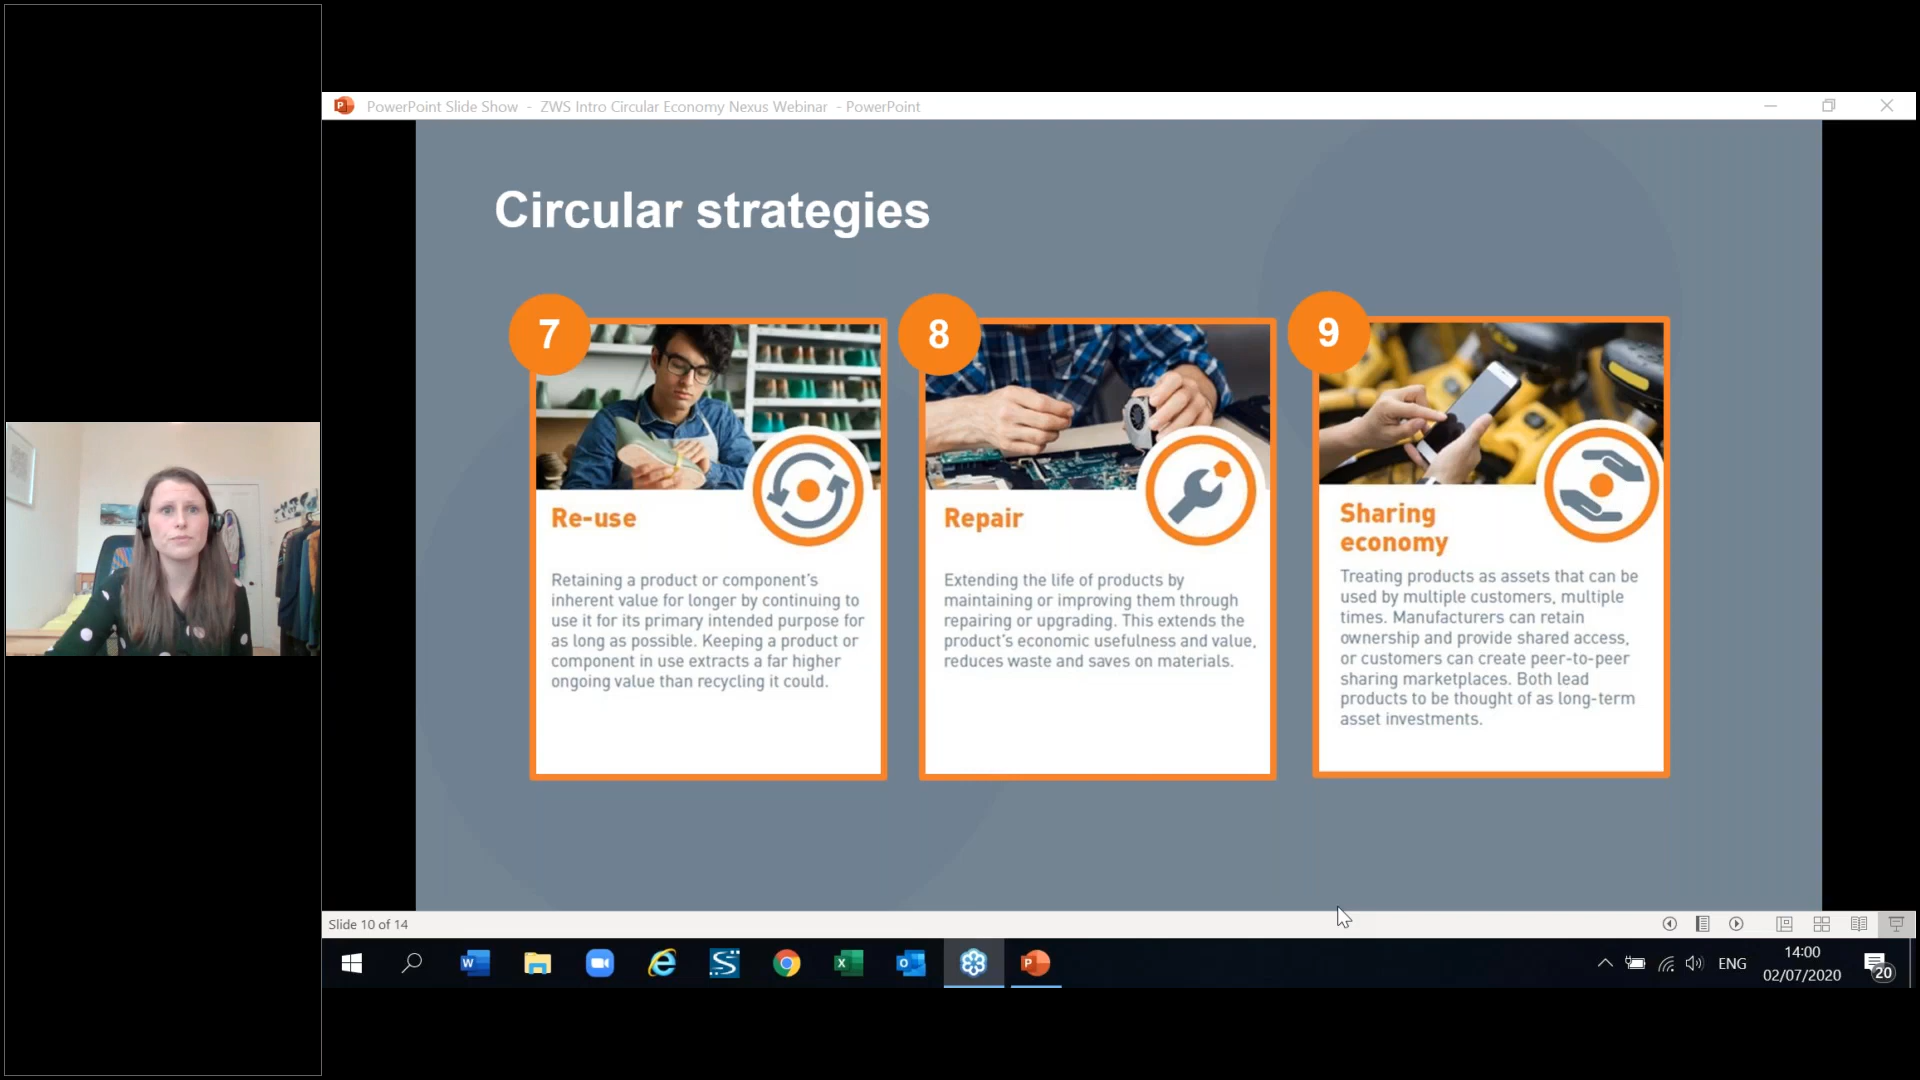 PowerPoint Slide Show - ZWS Intro Circular Economy Nexus Webinar - PowerPoint
Circular strategies
7
Re-use
Retaining a product or component's
inherent value for longer by continuing to
use it for its primary intended purpose for
as long as possible. Keeping a product or
component in use extracts a far higher
ongoing value than recycling it could.
8
Repair
Extending the life of products by
maintaining or improving them through
repairing or upgrading. This extends the
product's economic usefulness and value,
reduces waste and saves on materials.
9
Sharing
economy
Treating products as assets that can be
used by multiple customers, multiple
times. Manufacturers can retain
ownership and provide shared access,
or customers can create peer-to-peer
sharing marketplaces. Both lead
products to be thought of as long-term
asset investments.
Slide 10 of 14
ENG
14:00
02/07/2020
20